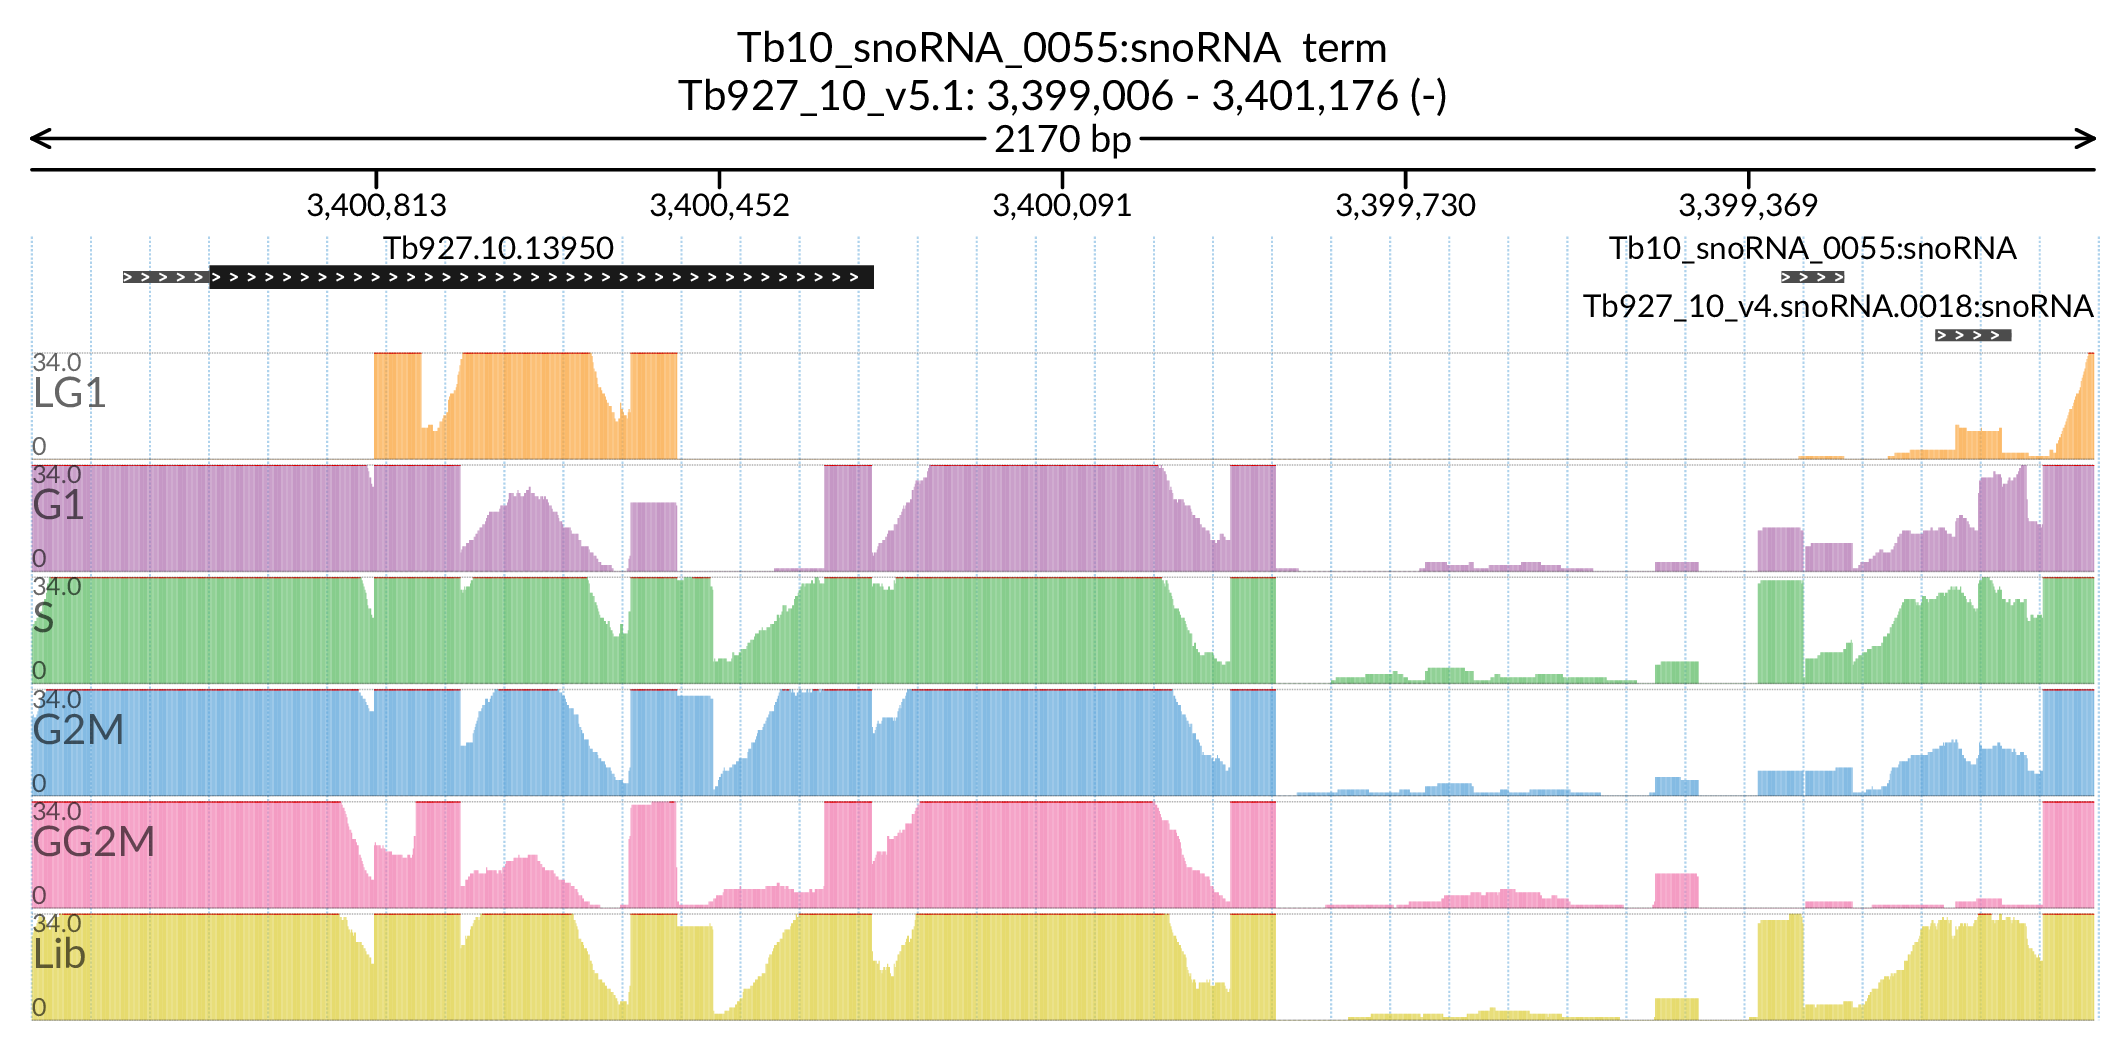 Tb10_snoRNA_0055:snoRNA term
Tb927_10_v5.1: 3,399,006 - 3,401,176 (-)
2170 bp
3,400,813 3,400,452 3,400,091 3,399,730 3,399,369
Tb927.10.13950 Tb10_snoRNA_0055:snoRNA
Tb927_10_v4.snoRNA.0018:snoRNA
34.0
LG1
0
34.0
G1
0
34.0
S
0
34.0
G2M
0
34.0
GG2M
0
34.0
Lib
0